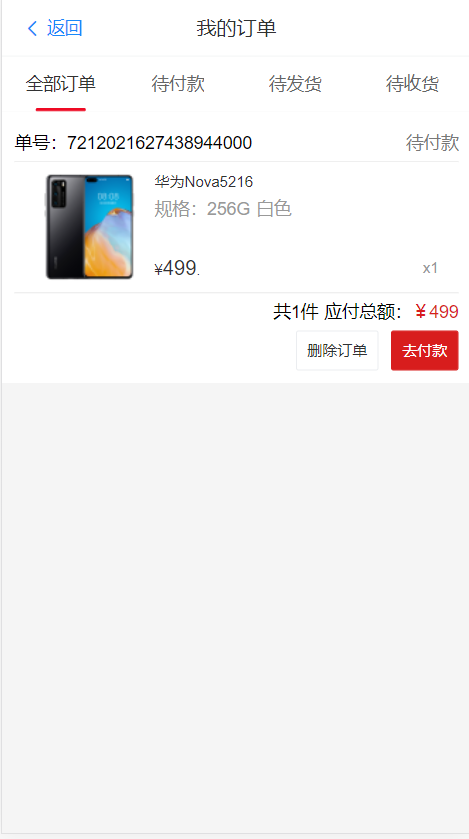 返回 我的订单
全部订单 待付款 待发货 待收货
单号：7212021627438944000 待付款
华为Nova5216
规格：256G 白色
¥499. x1
共1件 应付总额：￥499
删除订单 去付款